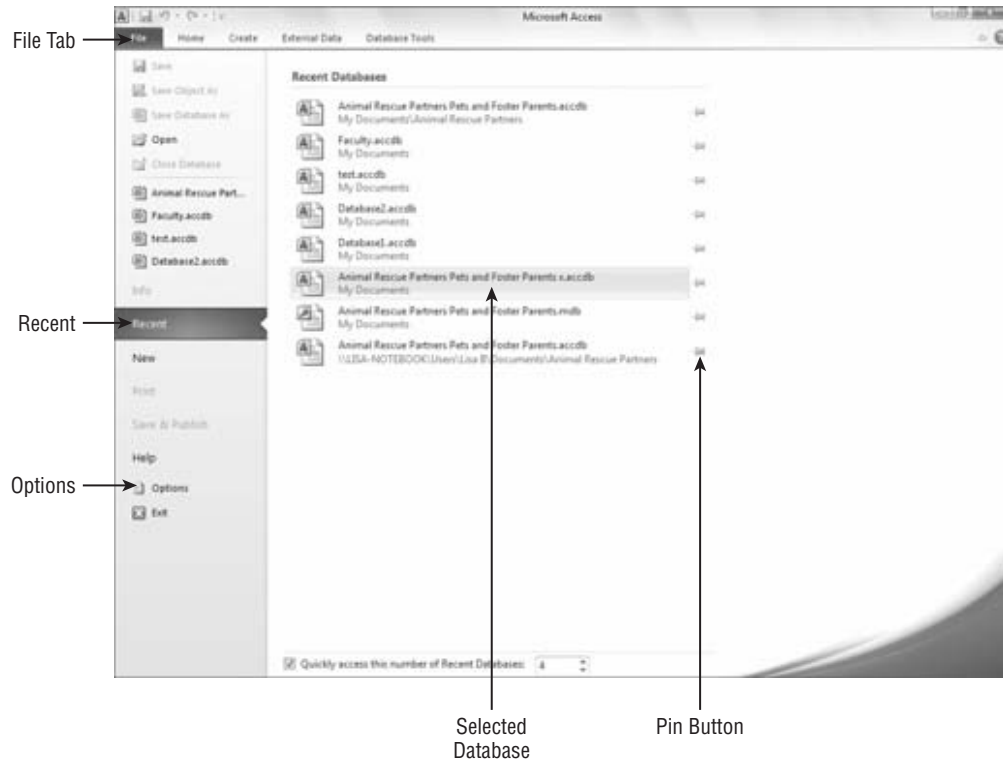 Microsoft Access
File Tab
File Home Create External Data Database Tools
Save
Save Object As
Save Database As
Open
Close Database
Animal Rescue Part...
Faculty.accdb
test.accdb
Database2.accdb
Info
Recent
Recent
New
Print
Save & Publish
Help
Options
Options
Exit
Recent Databases
Animal Rescue Partners Pets and Foster Parents.accdb
My Documents\Animal Rescue Partners
Faculty.accdb
My Documents
test.accdb
My Documents
Database2.accdb
My Documents
Database1.accdb
My Documents
Animal Rescue Partners Pets and Foster Parents x.accdb
My Documents
Animal Rescue Partners Pets and Foster Parents.mdb
My Documents
Animal Rescue Partners Pets and Foster Parents.accdb
\\LISA-NOTEBOOK\Users\Lisa B\Documents\Animal Rescue Partners
Quickly access this number of Recent Databases: 4
Selected
Database
Pin Button